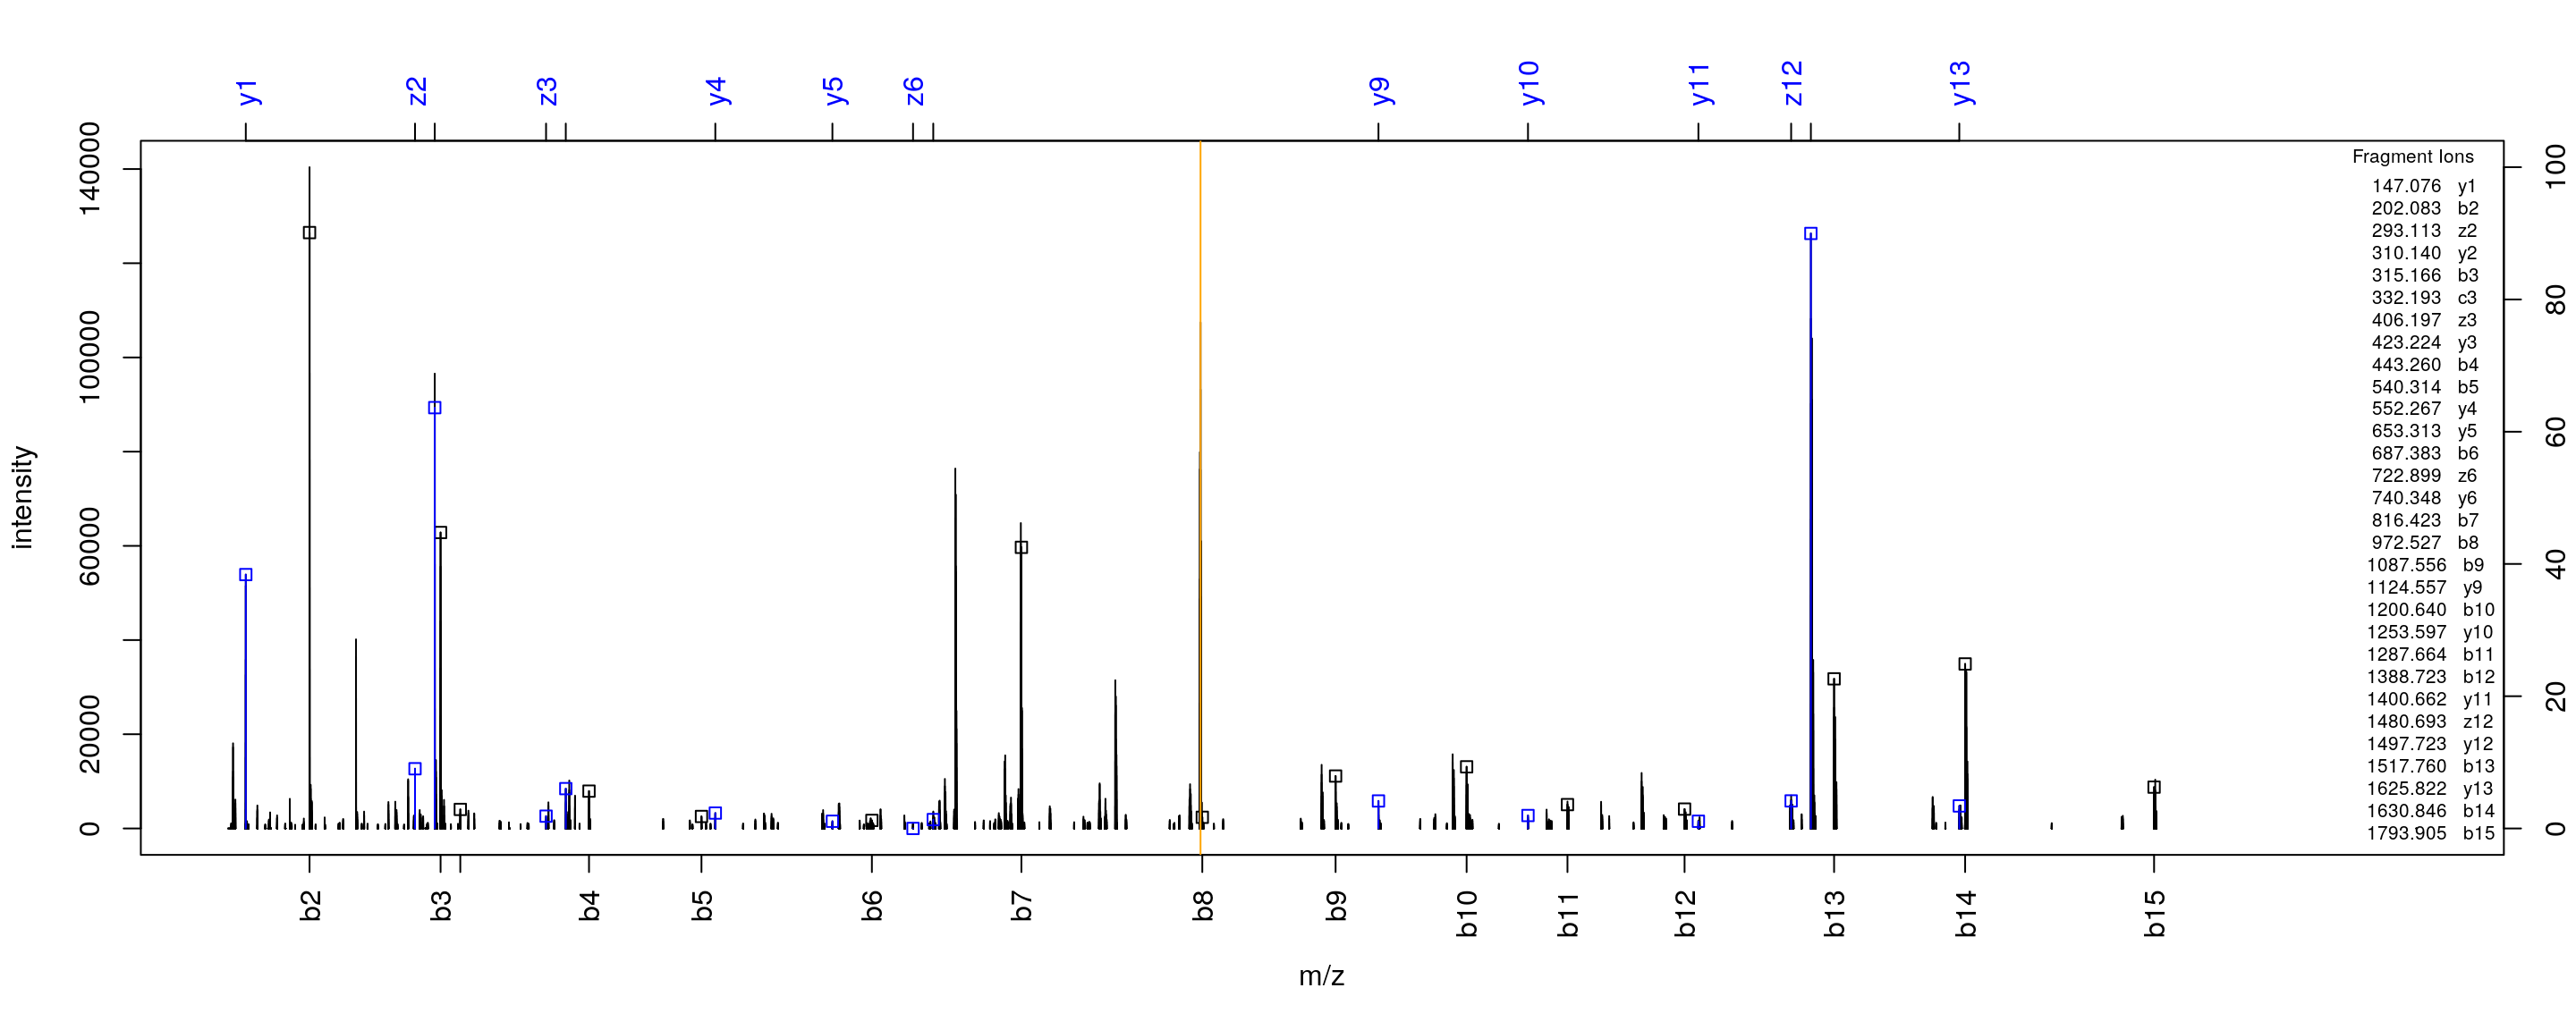 y1 z2 z3 y4 y5 z6 y9 y10 y11 z12 y13
intensity
0 20000 60000 100000 140000
0 20 40 60 80 100
Fragment Ions
147.076 y1
202.083 b2
293.113 z2
310.140 y2
315.166 b3
332.193 c3
406.197 z3
423.224 y3
443.260 b4
540.314 b5
552.267 y4
653.313 y5
687.383 b6
722.899 z6
740.348 y6
816.423 b7
972.527 b8
1087.556 b9
1124.557 y9
1200.640 b10
1253.597 y10
1287.664 b11
1388.723 b12
1400.662 y11
1480.693 z12
1497.723 y12
1517.760 b13
1625.822 y13
1630.846 b14
1793.905 b15
b2 b3 b4 b5 b6 b7 b8 b9 b10 b11 b12 b13 b14 b15
m/z